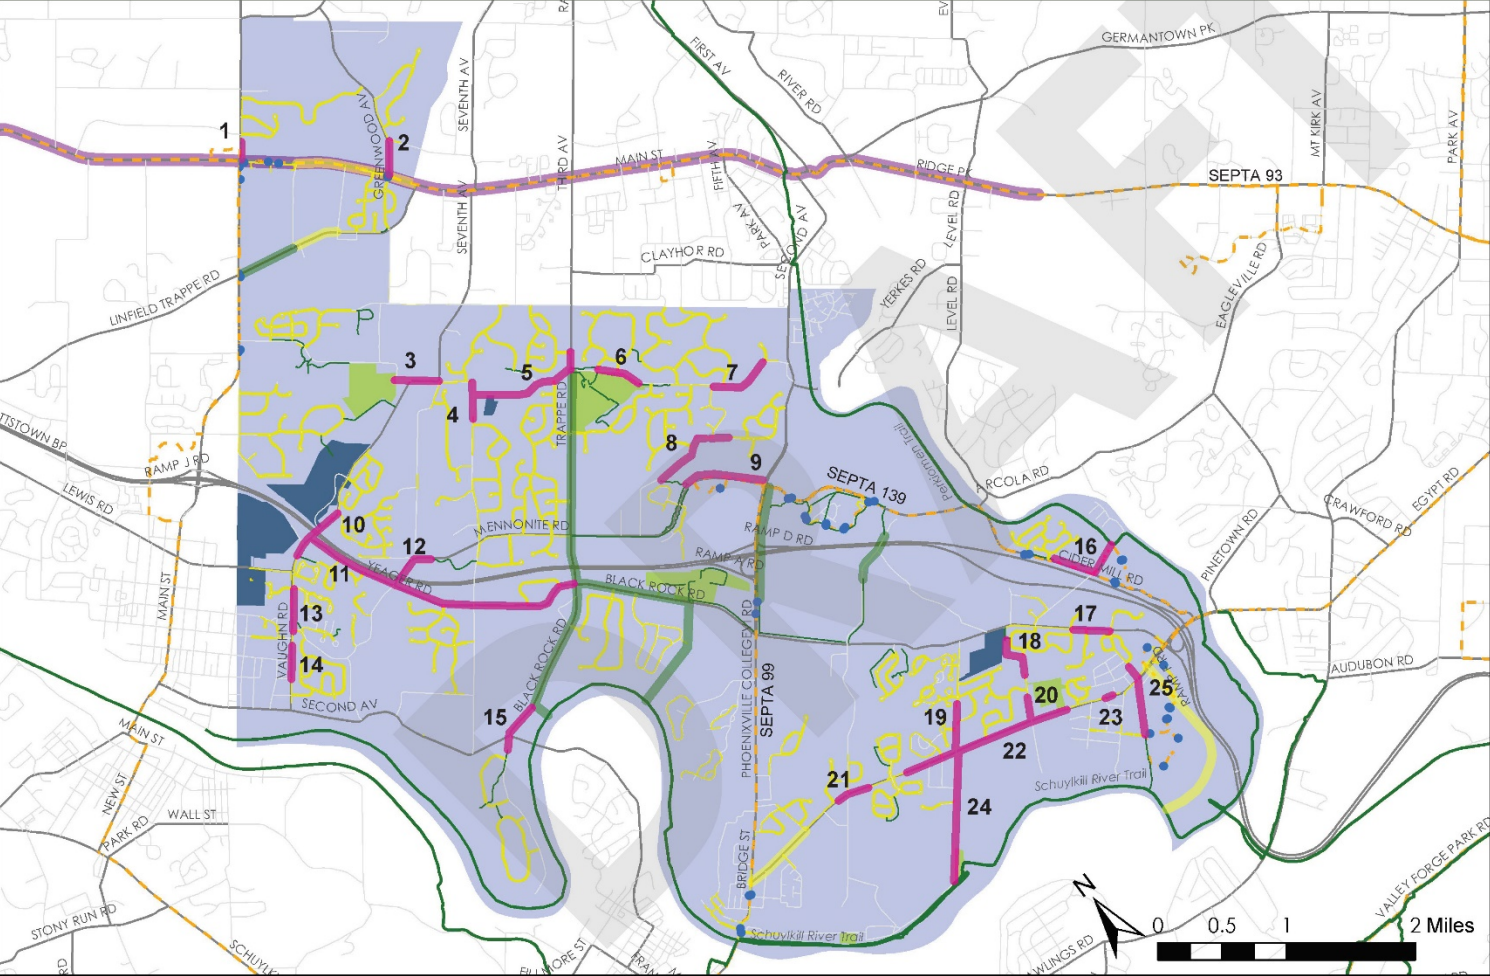 GERMANTOWN PK
FIRST AV
RIVER RD
SEVENTH AV
GREENWOOD AV
THIRD AV
MT KIRK AV
PARK AV
1
2
MAIN ST
FIFTH AV
RIDGE PK
SEPTA 93
SEVENTH AV
PARK AV
SECOND AV
LEVEL RD
CLAYHOR RD
EAGLEVILLE RD
YERKES RD
LINFIELD TRAPPE RD
LEVEL RD
3
5
6
7
4
TRAPPE RD
8
9
Perkiomen Trail
TTSTOWN BP
RAMP J RD
LEWIS RD
SEPTA 139
ARCOLA RD
EGYPT RD
CRAWFORD RD
10
MENNONITE RD
RAMP D RD
PINETOWN RD
12
16
11
YEAGER RD
RAMP A RD
CIDER MILL RD
BLACK ROCK RD
MAIN ST
13
VAUGHN RD
17
18
14
BLACK ROCK RD
PHOENIXVILLE COLLEGE
RD
SEPTA 99
AUDUBON RD
SECOND AV
20
25
RAMP
15
19
23
MAIN ST
22
21
Schuylkill River Trail
24
NEW ST
WALL ST
PARK RD
BRIDGE ST
VALLEY FORGE PARK RD
STONY RUN RD
SCHUYLK
FILLMORE ST
Schuylkill River Trail
AWLINGS RD
N
0 0.5 1 2 Miles
DRAFT